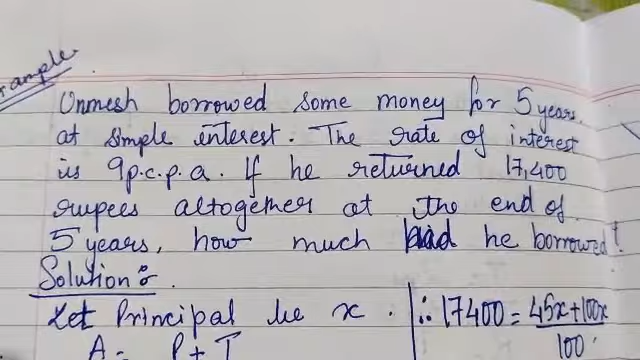 Example
Unmesh borrowed some money for 5 years
at simple interest. The rate of interest
is 9 p.c.p.a. If he returned 17,400
rupees altogether at the end of
5 years, how much had he borrowed?
Solution :-
Let Principal be x.
∴ 17400 = 45x+100x
100
A = P + I